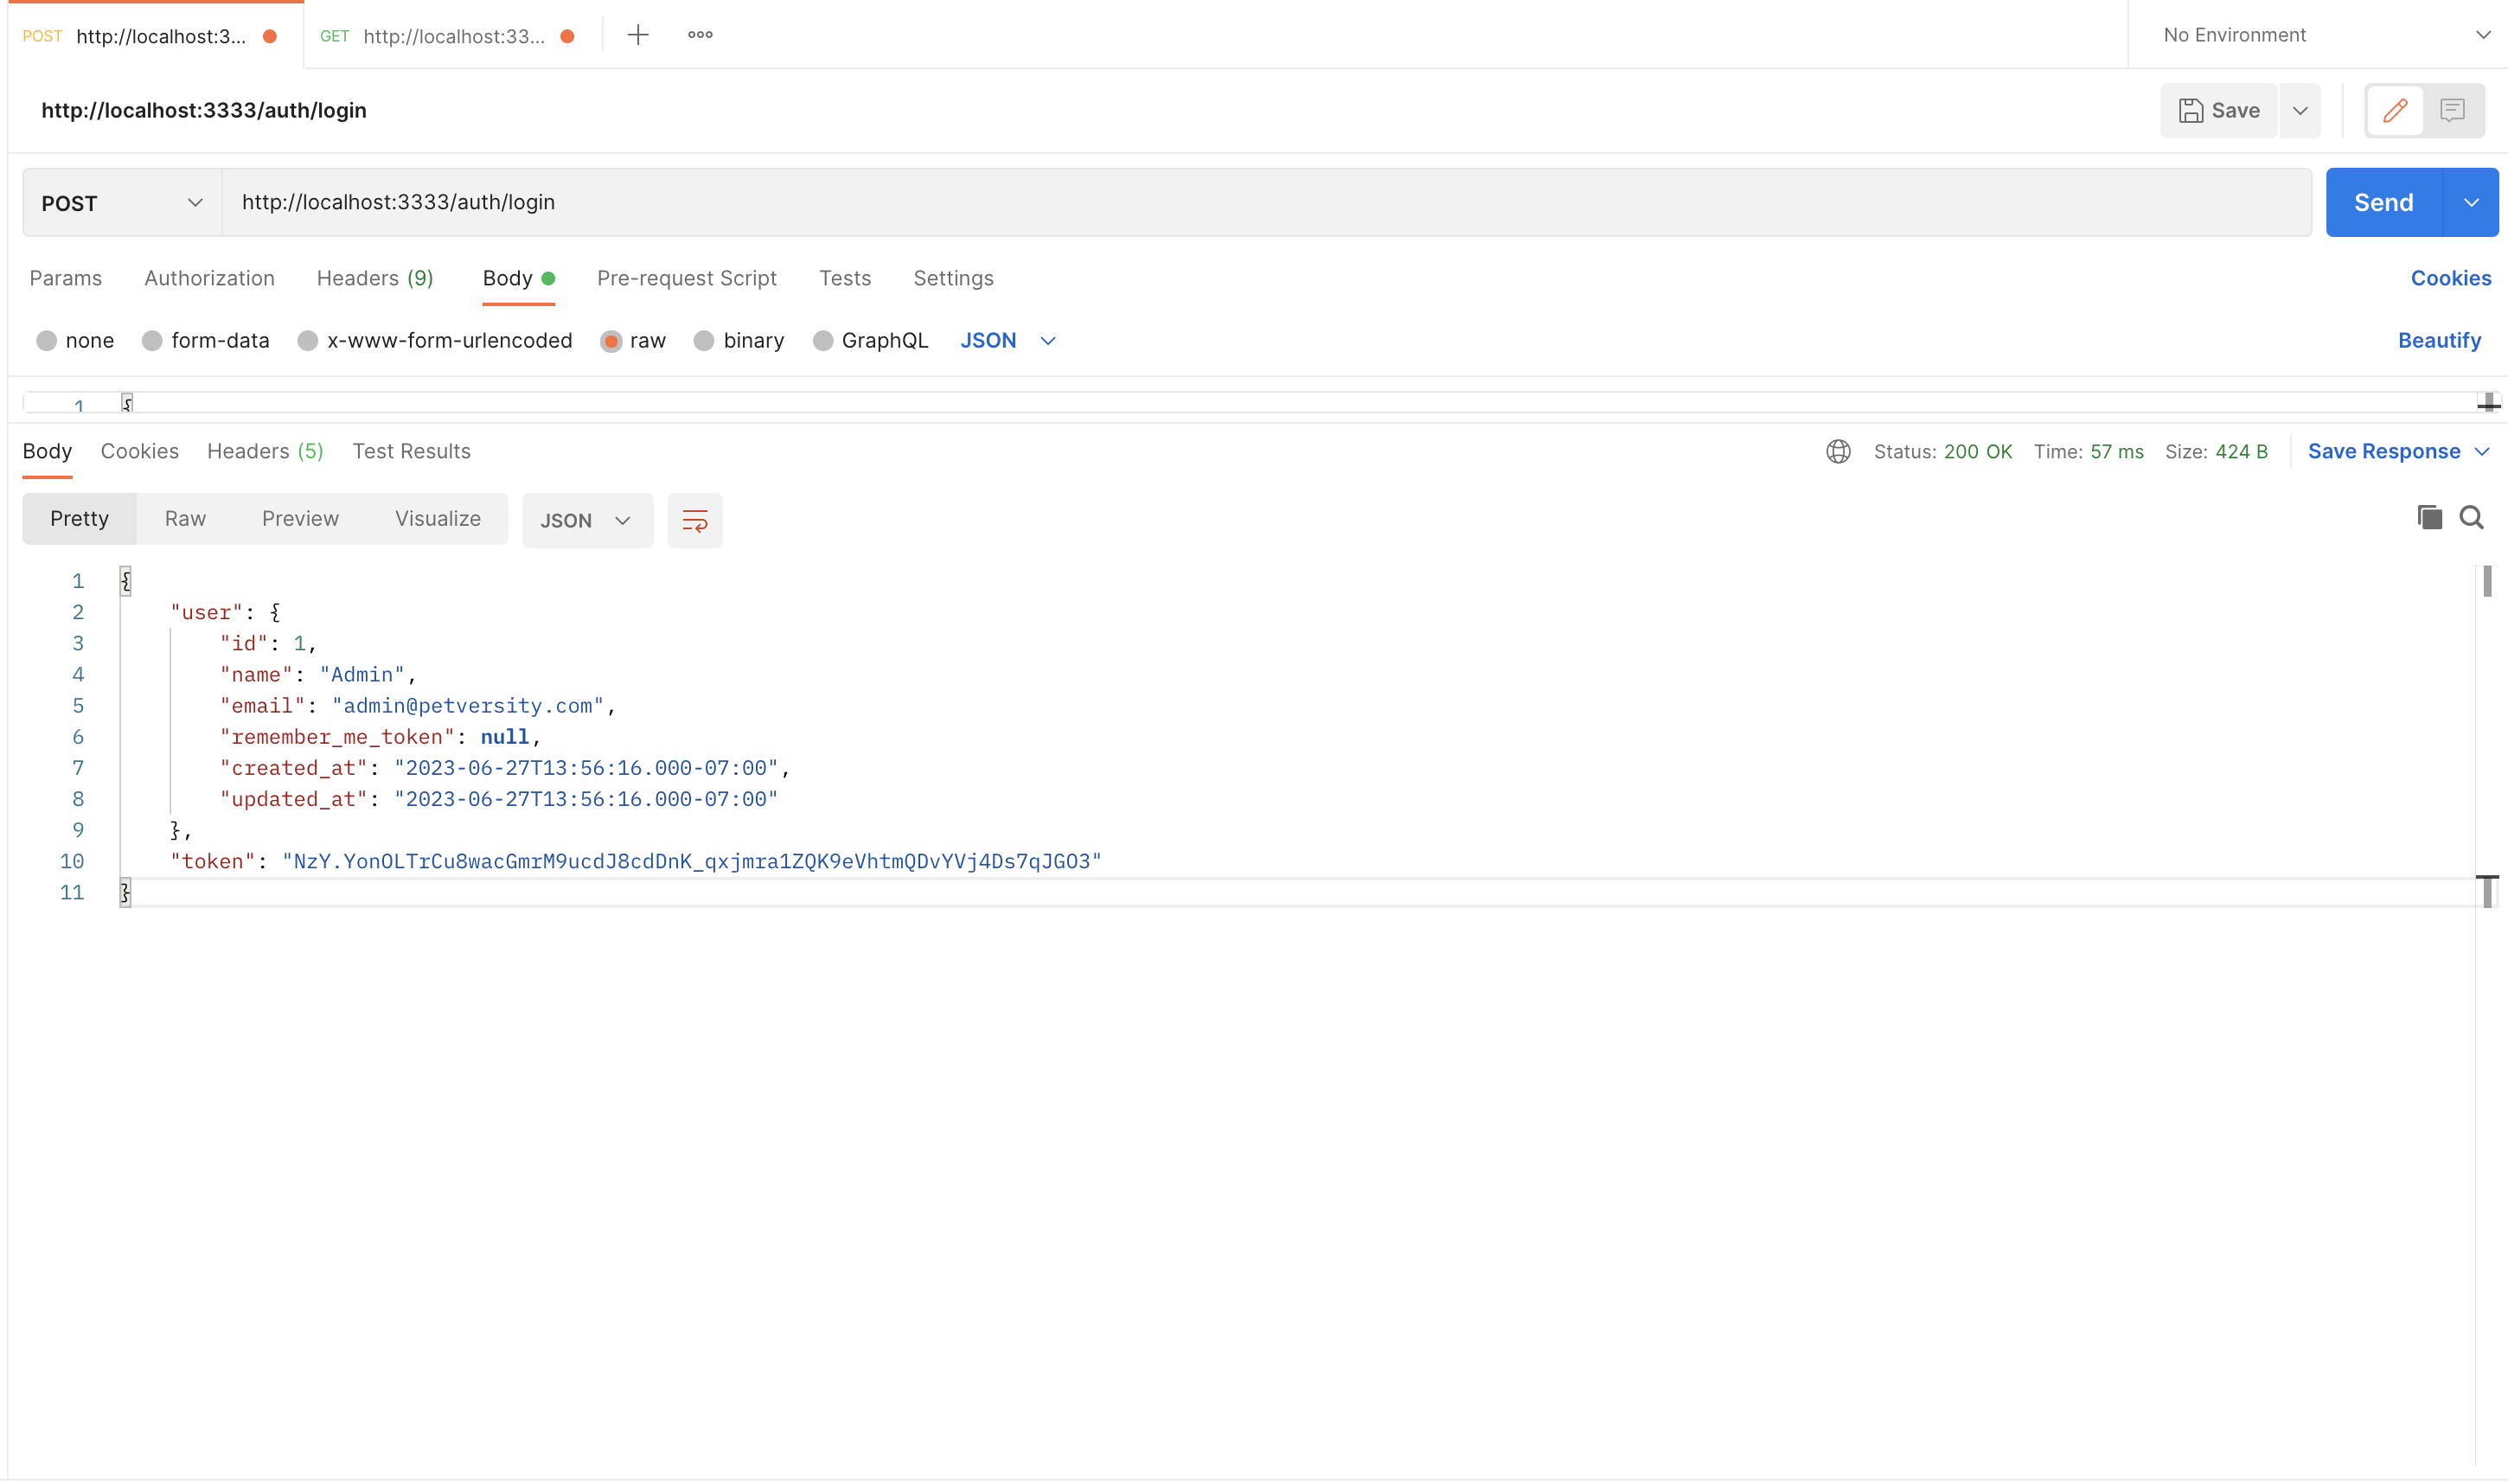 POST http://localhost:3... GET http://localhost:33... No Environment
http://localhost:3333/auth/login Save
POST http://localhost:3333/auth/login Send
Params Authorization Headers (9) Body Pre-request Script Tests Settings Cookies
none form-data x-www-form-urlencoded raw binary GraphQL JSON Beautify
1 {
Body Cookies Headers (5) Test Results Status: 200 OK Time: 57 ms Size: 424 B Save Response
Pretty Raw Preview Visualize JSON
1 {
2 "user": {
3 "id": 1,
4 "name": "Admin",
5 "email": "admin@petversity.com",
6 "remember_me_token": null,
7 "created_at": "2023-06-27T13:56:16.000-07:00",
8 "updated_at": "2023-06-27T13:56:16.000-07:00"
9 },
10 "token": "NzY.YonOLTrCu8wacGmrM9ucdJ8cdDnK_qxjmra1ZQK9eVhtmQDvYVj4Ds7qJGO3"
11 }